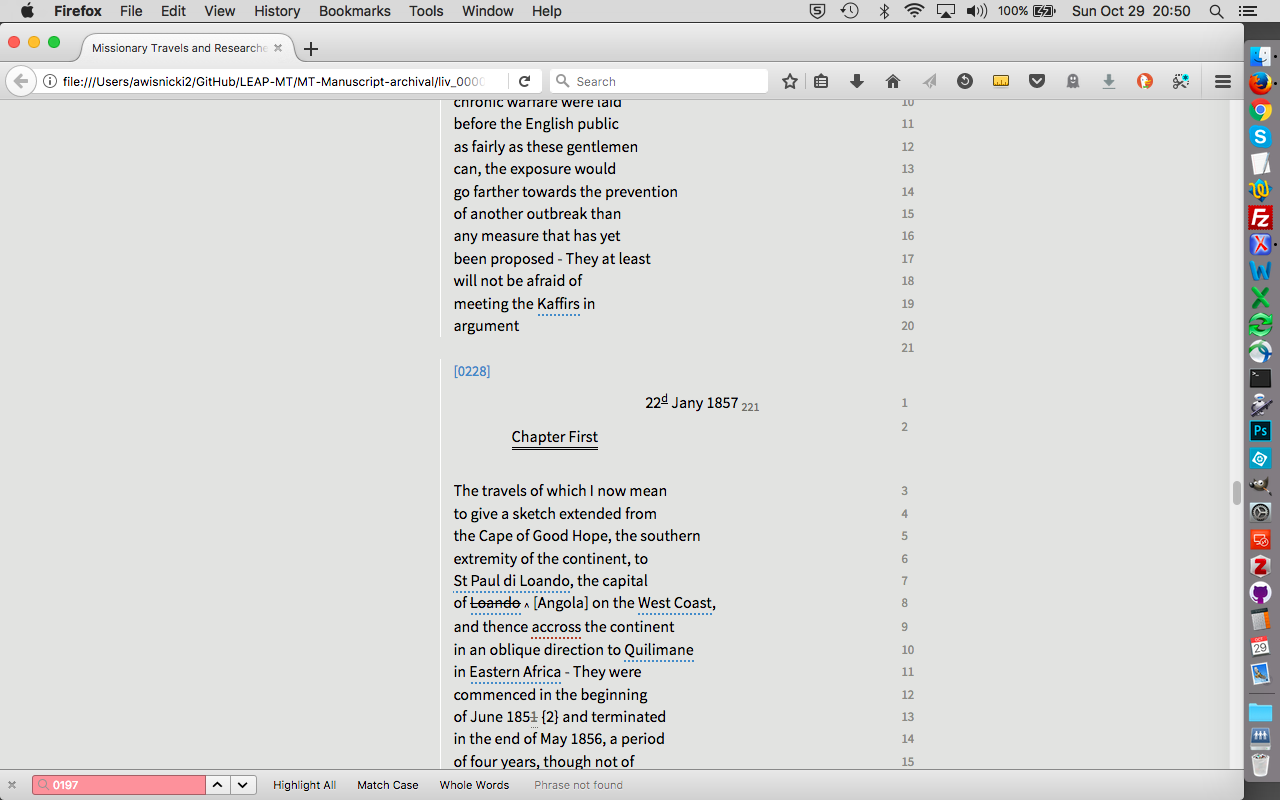 Firefox File Edit View History Bookmarks Tools Window Help 100% Sun Oct 29 20:50
Missionary Travels and Researche
file:///Users/awisnicki2/GitHub/LEAP-MT/MT-Manuscript-archival/liv_0000 Search
chronic warfare were laid 10
before the English public 11
as fairly as these gentlemen 12
can, the exposure would 13
go farther towards the prevention 14
of another outbreak than 15
any measure that has yet 16
been proposed - They at least 17
will not be afraid of 18
meeting the Kaffirs in 19
argument 20
21
[0228]
22d Jany 1857 221 1
Chapter First 2
The travels of which I now mean 3
to give a sketch extended from 4
the Cape of Good Hope, the southern 5
extremity of the continent, to 6
St Paul di Loando, the capital 7
of Loando ‸ [Angola] on the West Coast, 8
and thence accross the continent 9
in an oblique direction to Quilimane 10
in Eastern Africa - They were 11
commenced in the beginning 12
of June 1851 {2} and terminated 13
in the end of May 1856, a period 14
of four years, though not of 15
0197 Highlight All Match Case Whole Words Phrase not found